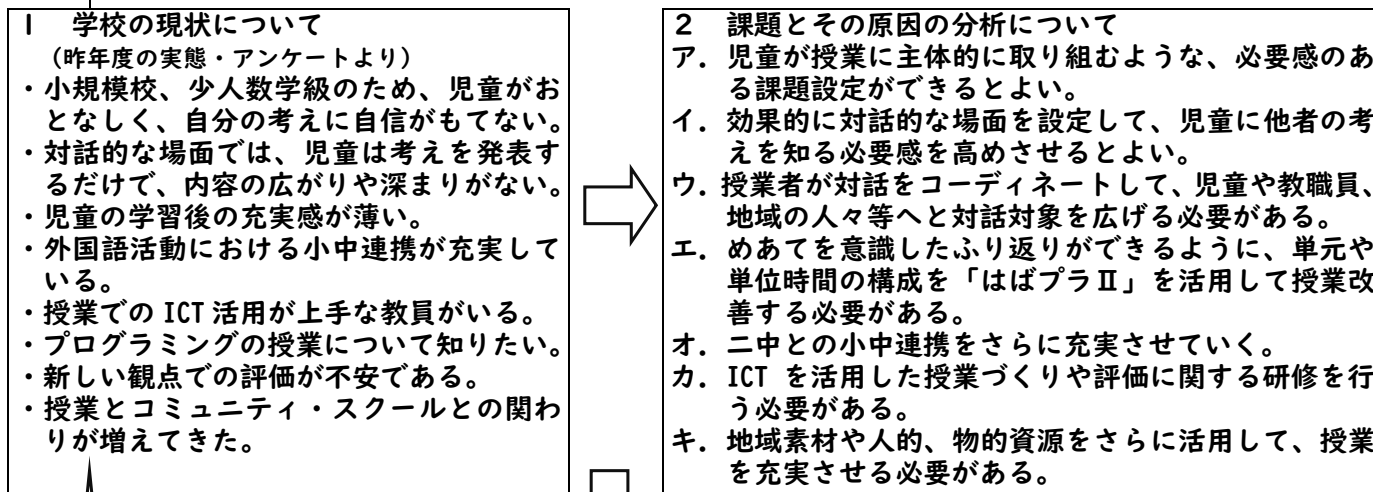 1 学校の現状について
(昨年度の実態・アンケートより)
・小規模校、少人数学級のため、児童がお
となしく、自分の考えに自信がもてない。
・対話的な場面では、児童は考えを発表す
るだけで、内容の広がりや深まりがない。
・児童の学習後の充実感が薄い。
・外国語活動における小中連携が充実して
いる。
・授業での ICT 活用が上手な教員がいる。
・プログラミングの授業について知りたい。
・新しい観点での評価が不安である。
・授業とコミュニティ・スクールとの関わ
りが増えてきた。
2 課題とその原因の分析について
ア．児童が授業に主体的に取り組むような、必要感のあ
る課題設定ができるとよい。
イ．効果的に対話的な場面を設定して、児童に他者の考
えを知る必要感を高めさせるとよい。
ウ．授業者が対話をコーディネートして、児童や教職員、
地域の人々等へと対話対象を広げる必要がある。
エ．めあてを意識したふり返りができるように、単元や
単位時間の構成を「はばプラⅡ」を活用して授業改
善する必要がある。
オ．二中との小中連携をさらに充実させていく。
カ．ICT を活用した授業づくりや評価に関する研修を行
う必要がある。
キ．地域素材や人的、物的資源をさらに活用して、授業
を充実させる必要がある。